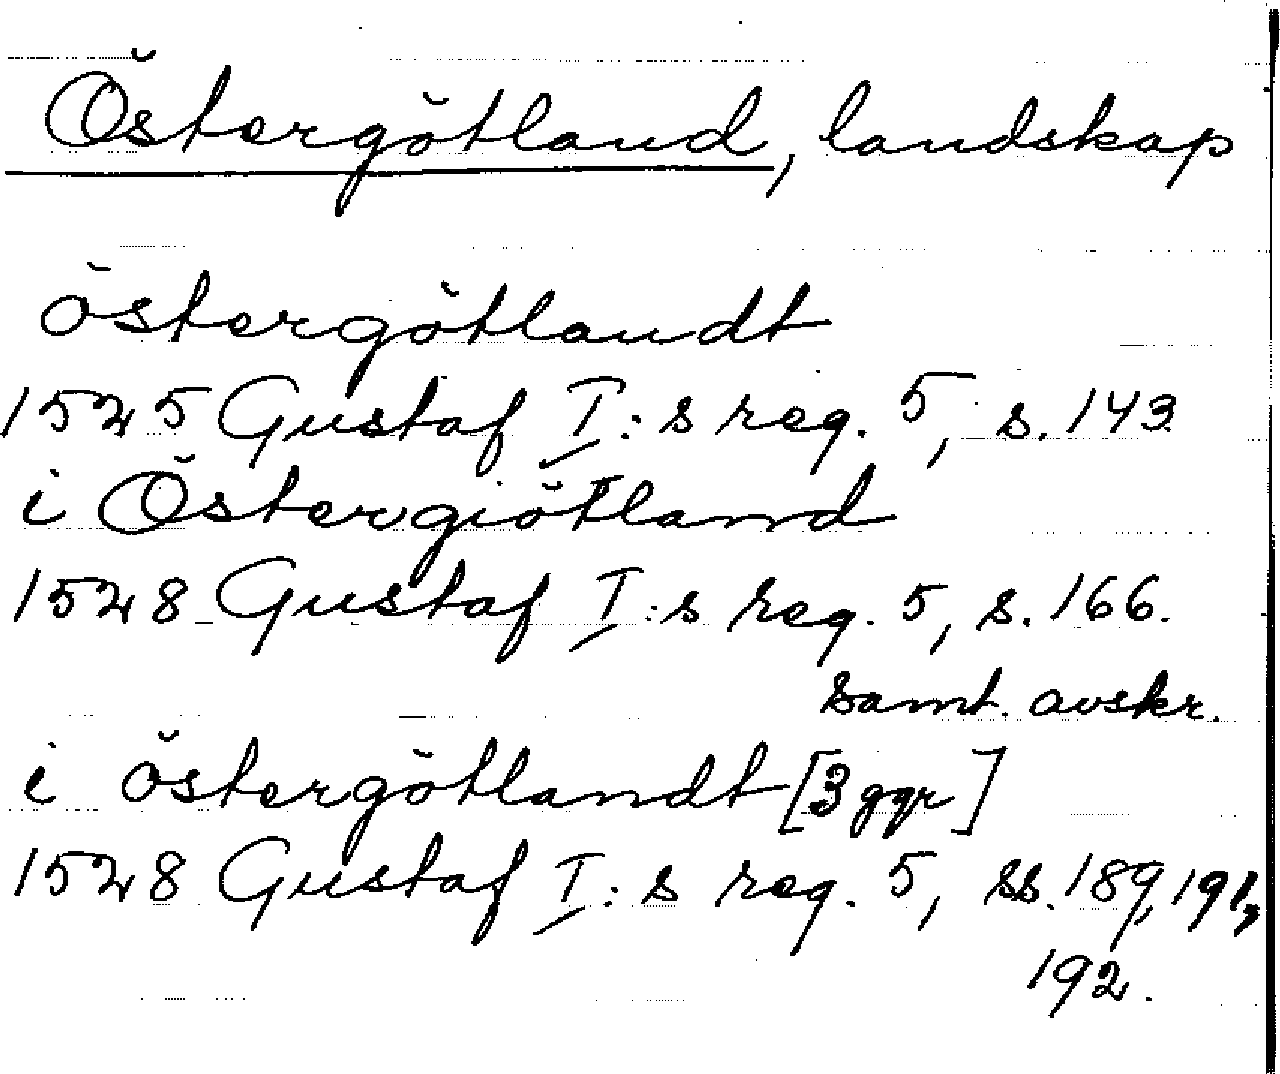 Östergötland, landskap
östergötlandt
1525 Gustaf I:s reg. 5, s. 143
i Östergiötland
1528 Gustaf I:s reg. 5, s. 166.
samt. avskr.
i östergötlandt [3 ggr]
1528 Gustaf I:s reg. 5, ss. 189, 191,
192.